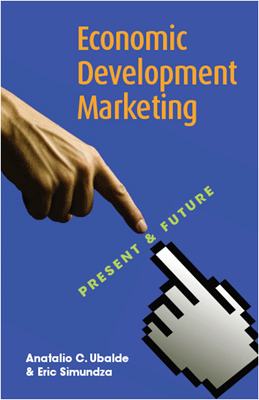 Economic
Development
Marketing
PRESENT & FUTURE
Anatalio C. Ubalde
& Eric Simundza